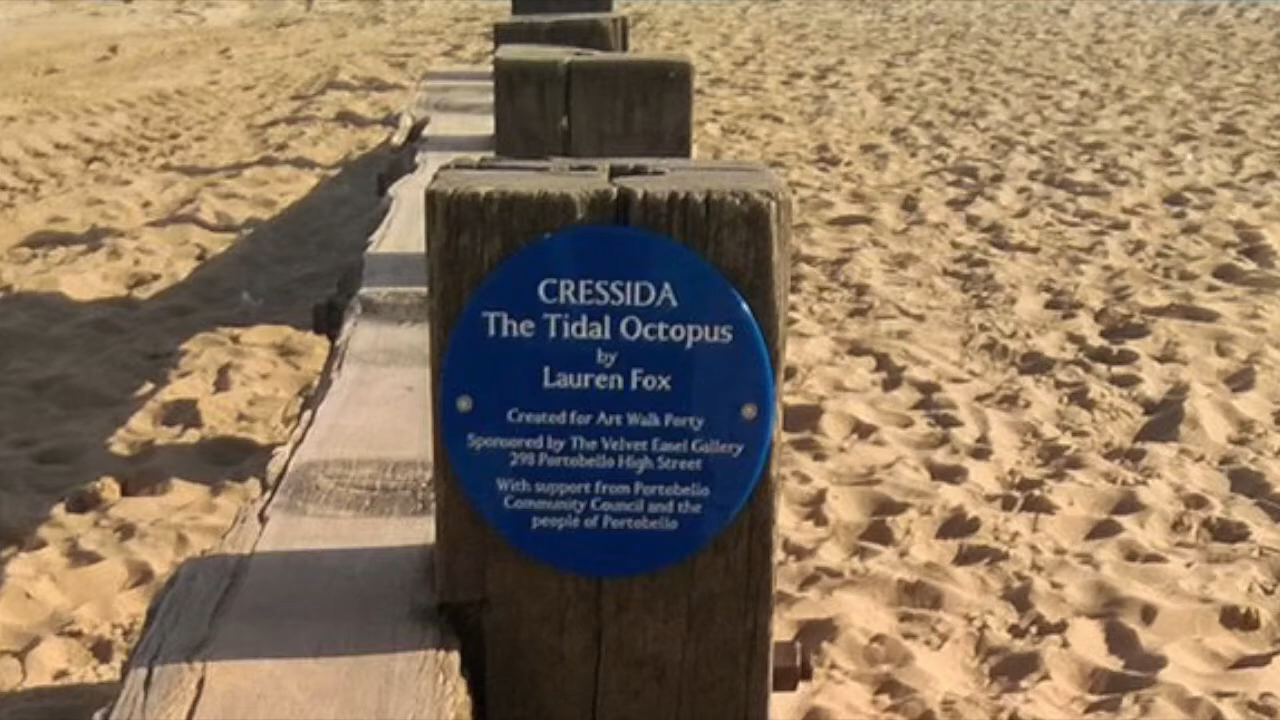 CRESSIDA
The Tidal Octopus
by
Lauren Fox
Created for Art Walk Porty
Sponsored by The Velvet Easel Gallery
298 Portobello High Street
With support from Portobello
Community Council and the
people of Portobello